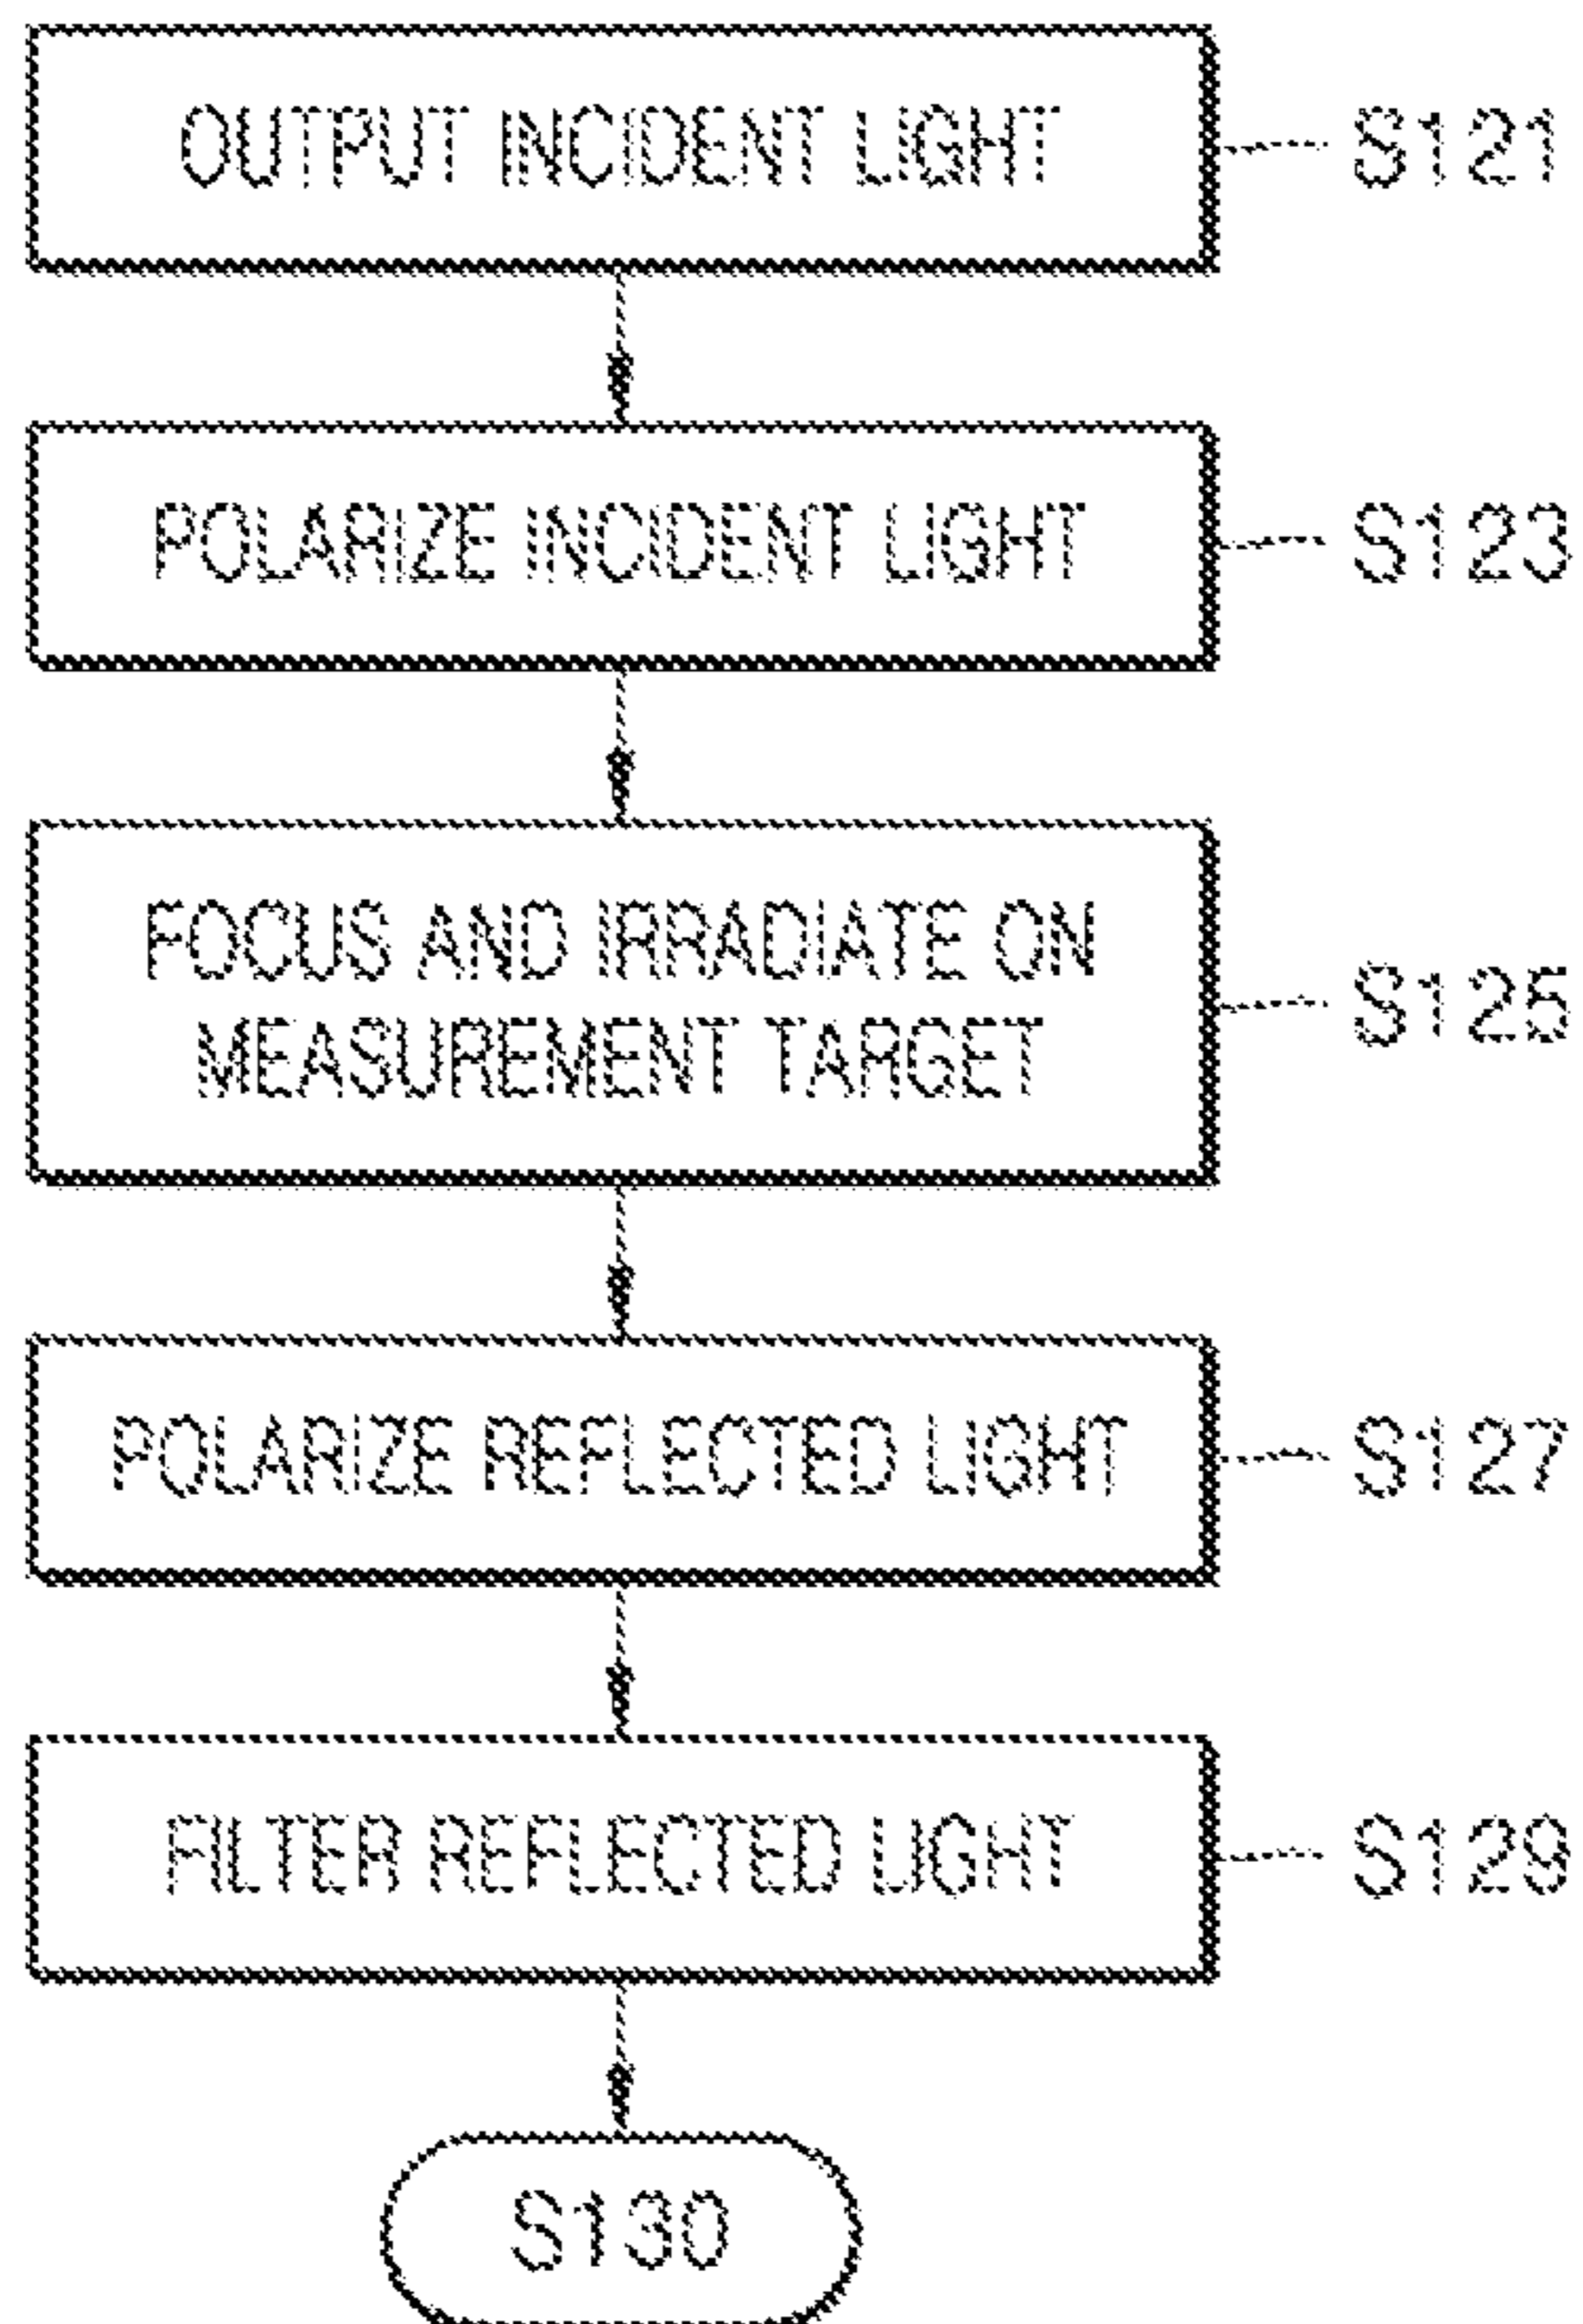 OUTPUT INCIDENT LIGHT S121
POLARIZE INCIDENT LIGHT S123
FOCUS AND IRRADIATE ON
MEASUREMENT TARGET
S125
POLARIZE REFLECTED LIGHT S127
FILTER REFLECTED LIGHT S129
S130